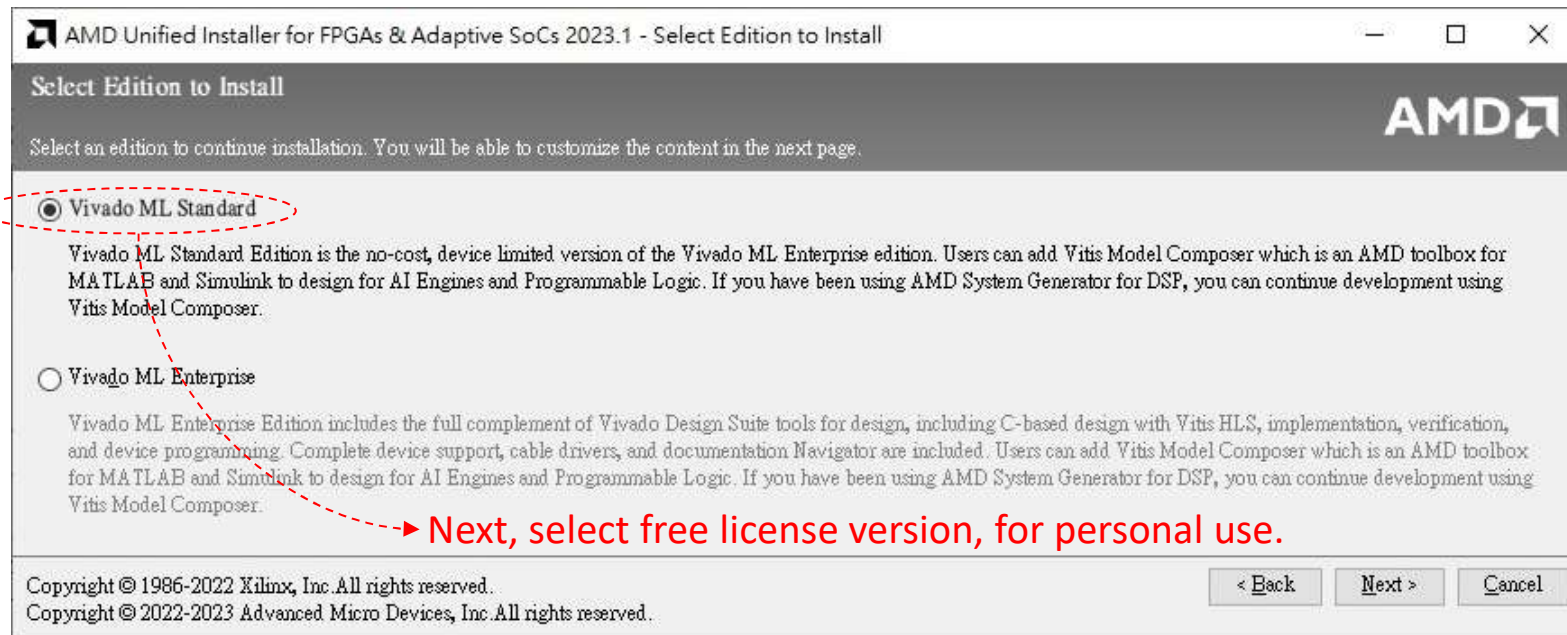 AMD Unified Installer for FPGAs & Adaptive SoCs 2023.1 - Select Edition to Install
Select Edition to Install
AMD
Select an edition to continue installation. You will be able to customize the content in the next page.
Vivado ML Standard
Vivado ML Standard Edition is the no-cost, device limited version of the Vivado ML Enterprise edition. Users can add Vitis Model Composer which is an AMD toolbox for
MATLAB and Simulink to design for AI Engines and Programmable Logic. If you have been using AMD System Generator for DSP, you can continue development using
Vitis Model Composer.
Vivado ML Enterprise
Vivado ML Enterprise Edition includes the full complement of Vivado Design Suite tools for design, including C-based design with Vitis HLS, implementation, verification,
and device programming. Complete device support, cable drivers, and documentation Navigator are included. Users can add Vitis Model Composer which is an AMD toolbox
for MATLAB and Simulink to design for AI Engines and Programmable Logic. If you have been using AMD System Generator for DSP, you can continue development using
Vitis Model Composer.
Next, select free license version, for personal use.
Copyright © 1986-2022 Xilinx, Inc.All rights reserved.
Copyright © 2022-2023 Advanced Micro Devices, Inc.All rights reserved.
< Back
Next >
Cancel